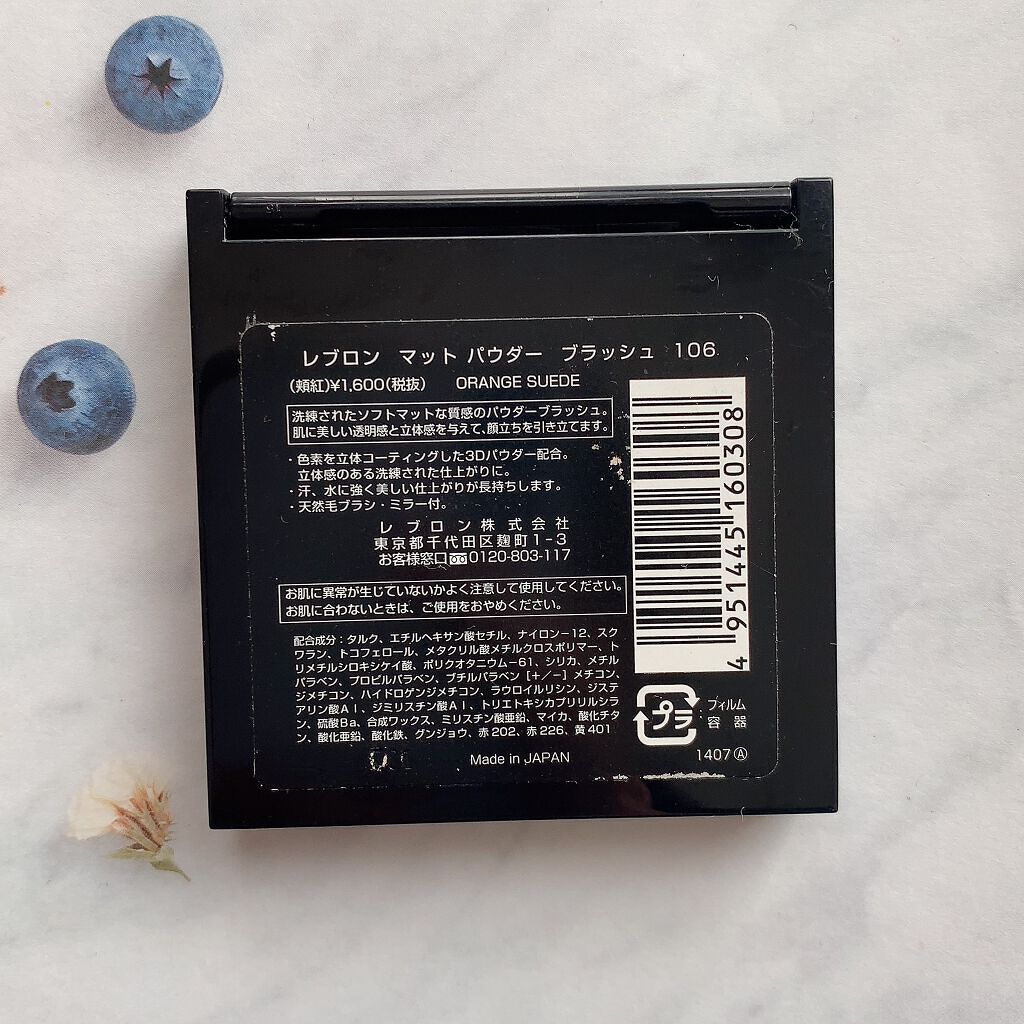 レブロン マット パウダー ブラッシュ 106
(頬紅)¥1,600(税抜) ORANGE SUEDE
洗練されたソフトマットな質感のパウダーブラッシュ。
肌に美しい透明感と立体感を与えて、顔立ちを引き立てます。
・色素を立体コーティングした3Dパウダー配合。
立体感のある洗練された仕上がりに。
・汗、水に強く美しい仕上がりが長持ちします。
・天然毛ブラシ・ミラー付。
レブロン株式会社
東京都千代田区麹町1-3
お客様窓口 0120-803-117
お肌に異常が生じていないかよく注意して使用してください。
お肌に合わないときは、ご使用をおやめください。
配合成分：タルク、エチルヘキサン酸セチル、ナイロン-12、スク
ワラン、トコフェロール、メタクリル酸メチルクロスポリマー、ト
リメチルシロキシケイ酸、ポリクオタニウム-61、シリカ、メチル
パラベン、プロピルパラベン、ブチルパラベン [+/-] メチコン、
ジメチコン、ハイドロゲンジメチコン、ラウロイルリシン、ジステ
アリン酸Al、ジミリスチン酸Al、トリエトキシカプリリルシラ
ン、硫酸Ba、合成ワックス、ミリスチン酸亜鉛、マイカ、酸化チタ
ン、酸化亜鉛、酸化鉄、グンジョウ、赤202、赤226、黄401
Made in JAPAN
4 951445 160308
プラ
フィルム
容器
1407Ⓐ